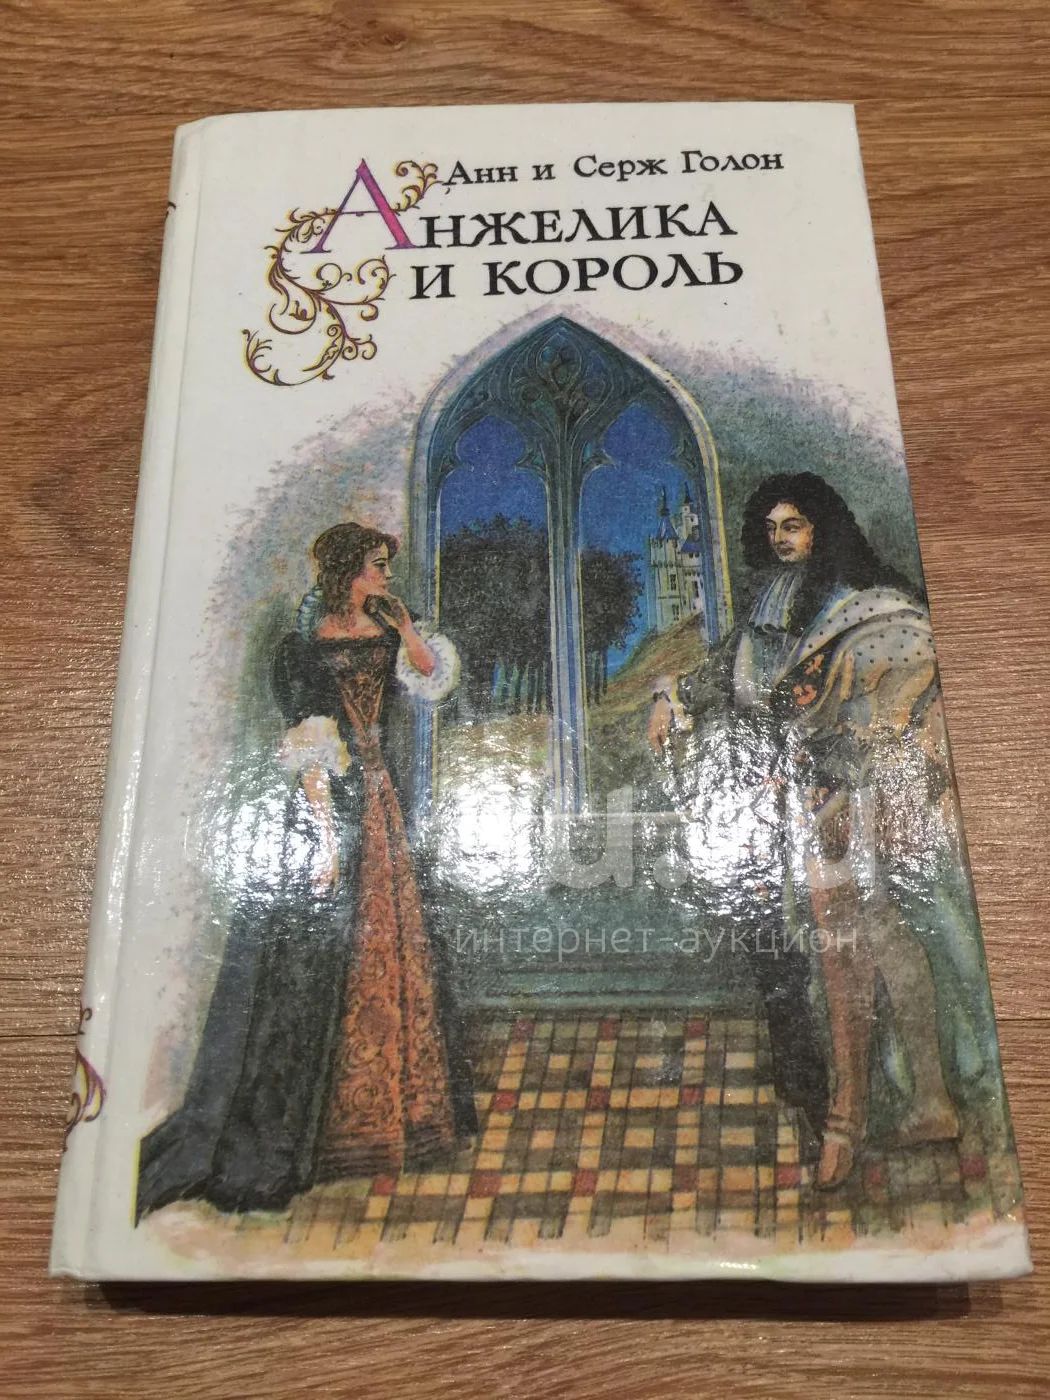 Анн и Серж Голон
Анжелика
и король
интернет-аукцион